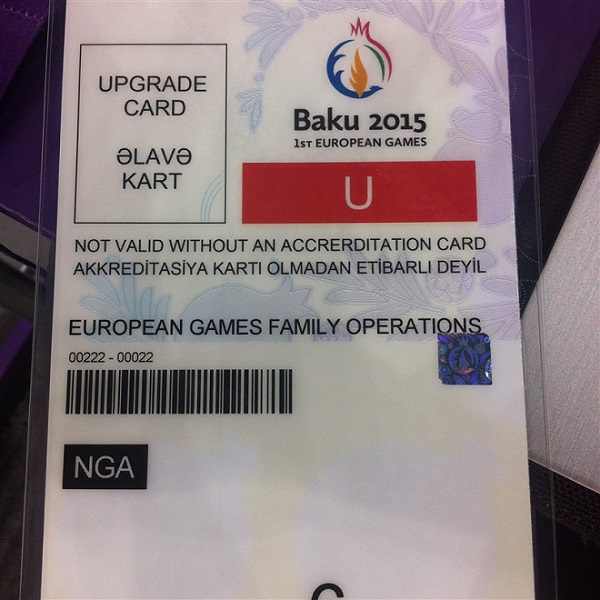 UPGRADE
CARD
ƏLAVƏ
KART
Baku 2015
1ST EUROPEAN GAMES
U
NOT VALID WITHOUT AN ACCRERDITATION CARD
AKKREDİTASİYA KARTI OLMADAN ETİBARLI DEYİL
EUROPEAN GAMES FAMILY OPERATIONS
00222 - 00022
NGA